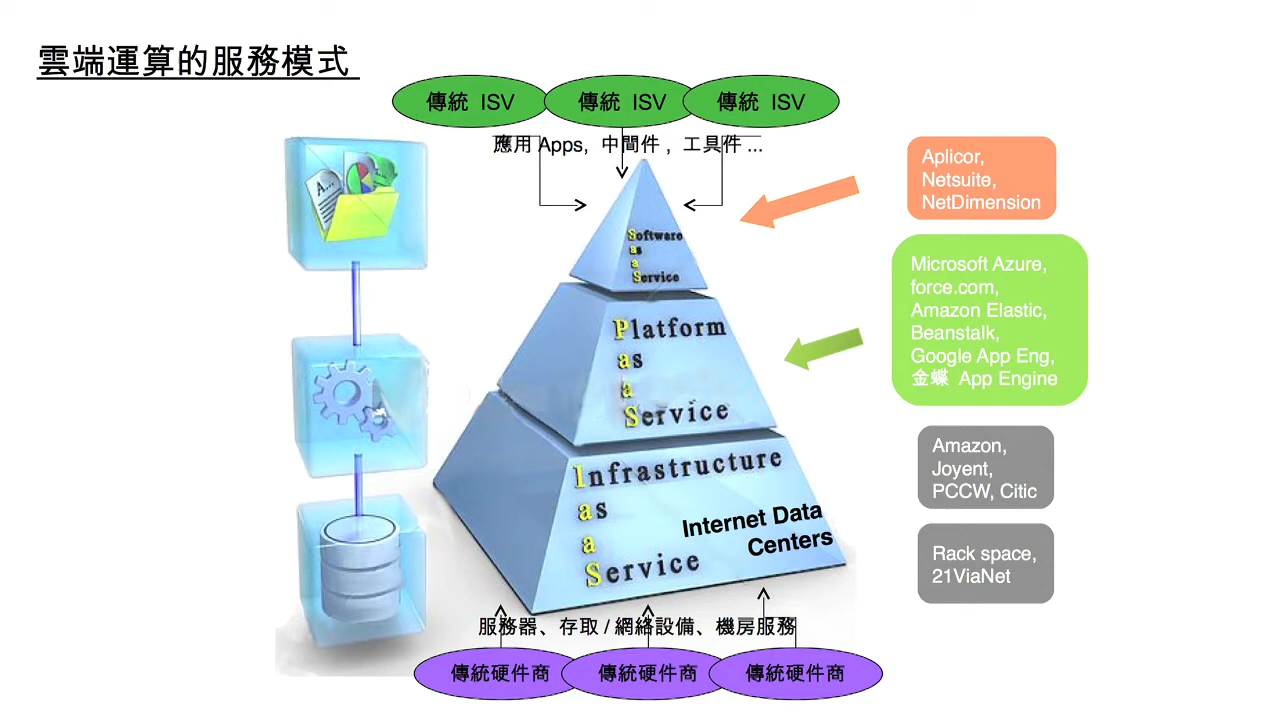 雲端運算的服務模式
傳統 ISV
傳統 ISV
傳統 ISV
應用 Apps, 中間件 , 工具件 ...
Software
as
a
Service
Platform
as
a
Service
Infrastructure
as
a
Service
Internet Data
Centers
服務器、存取 / 網絡設備、機房服務
傳統硬件商
傳統硬件商
傳統硬件商
A...
Aplicor,
Netsuite,
NetDimension
Microsoft Azure,
force.com,
Amazon Elastic,
Beanstalk,
Google App Eng,
金蝶 App Engine
Amazon,
Joyent,
PCCW, Citic
Rack space,
21ViaNet